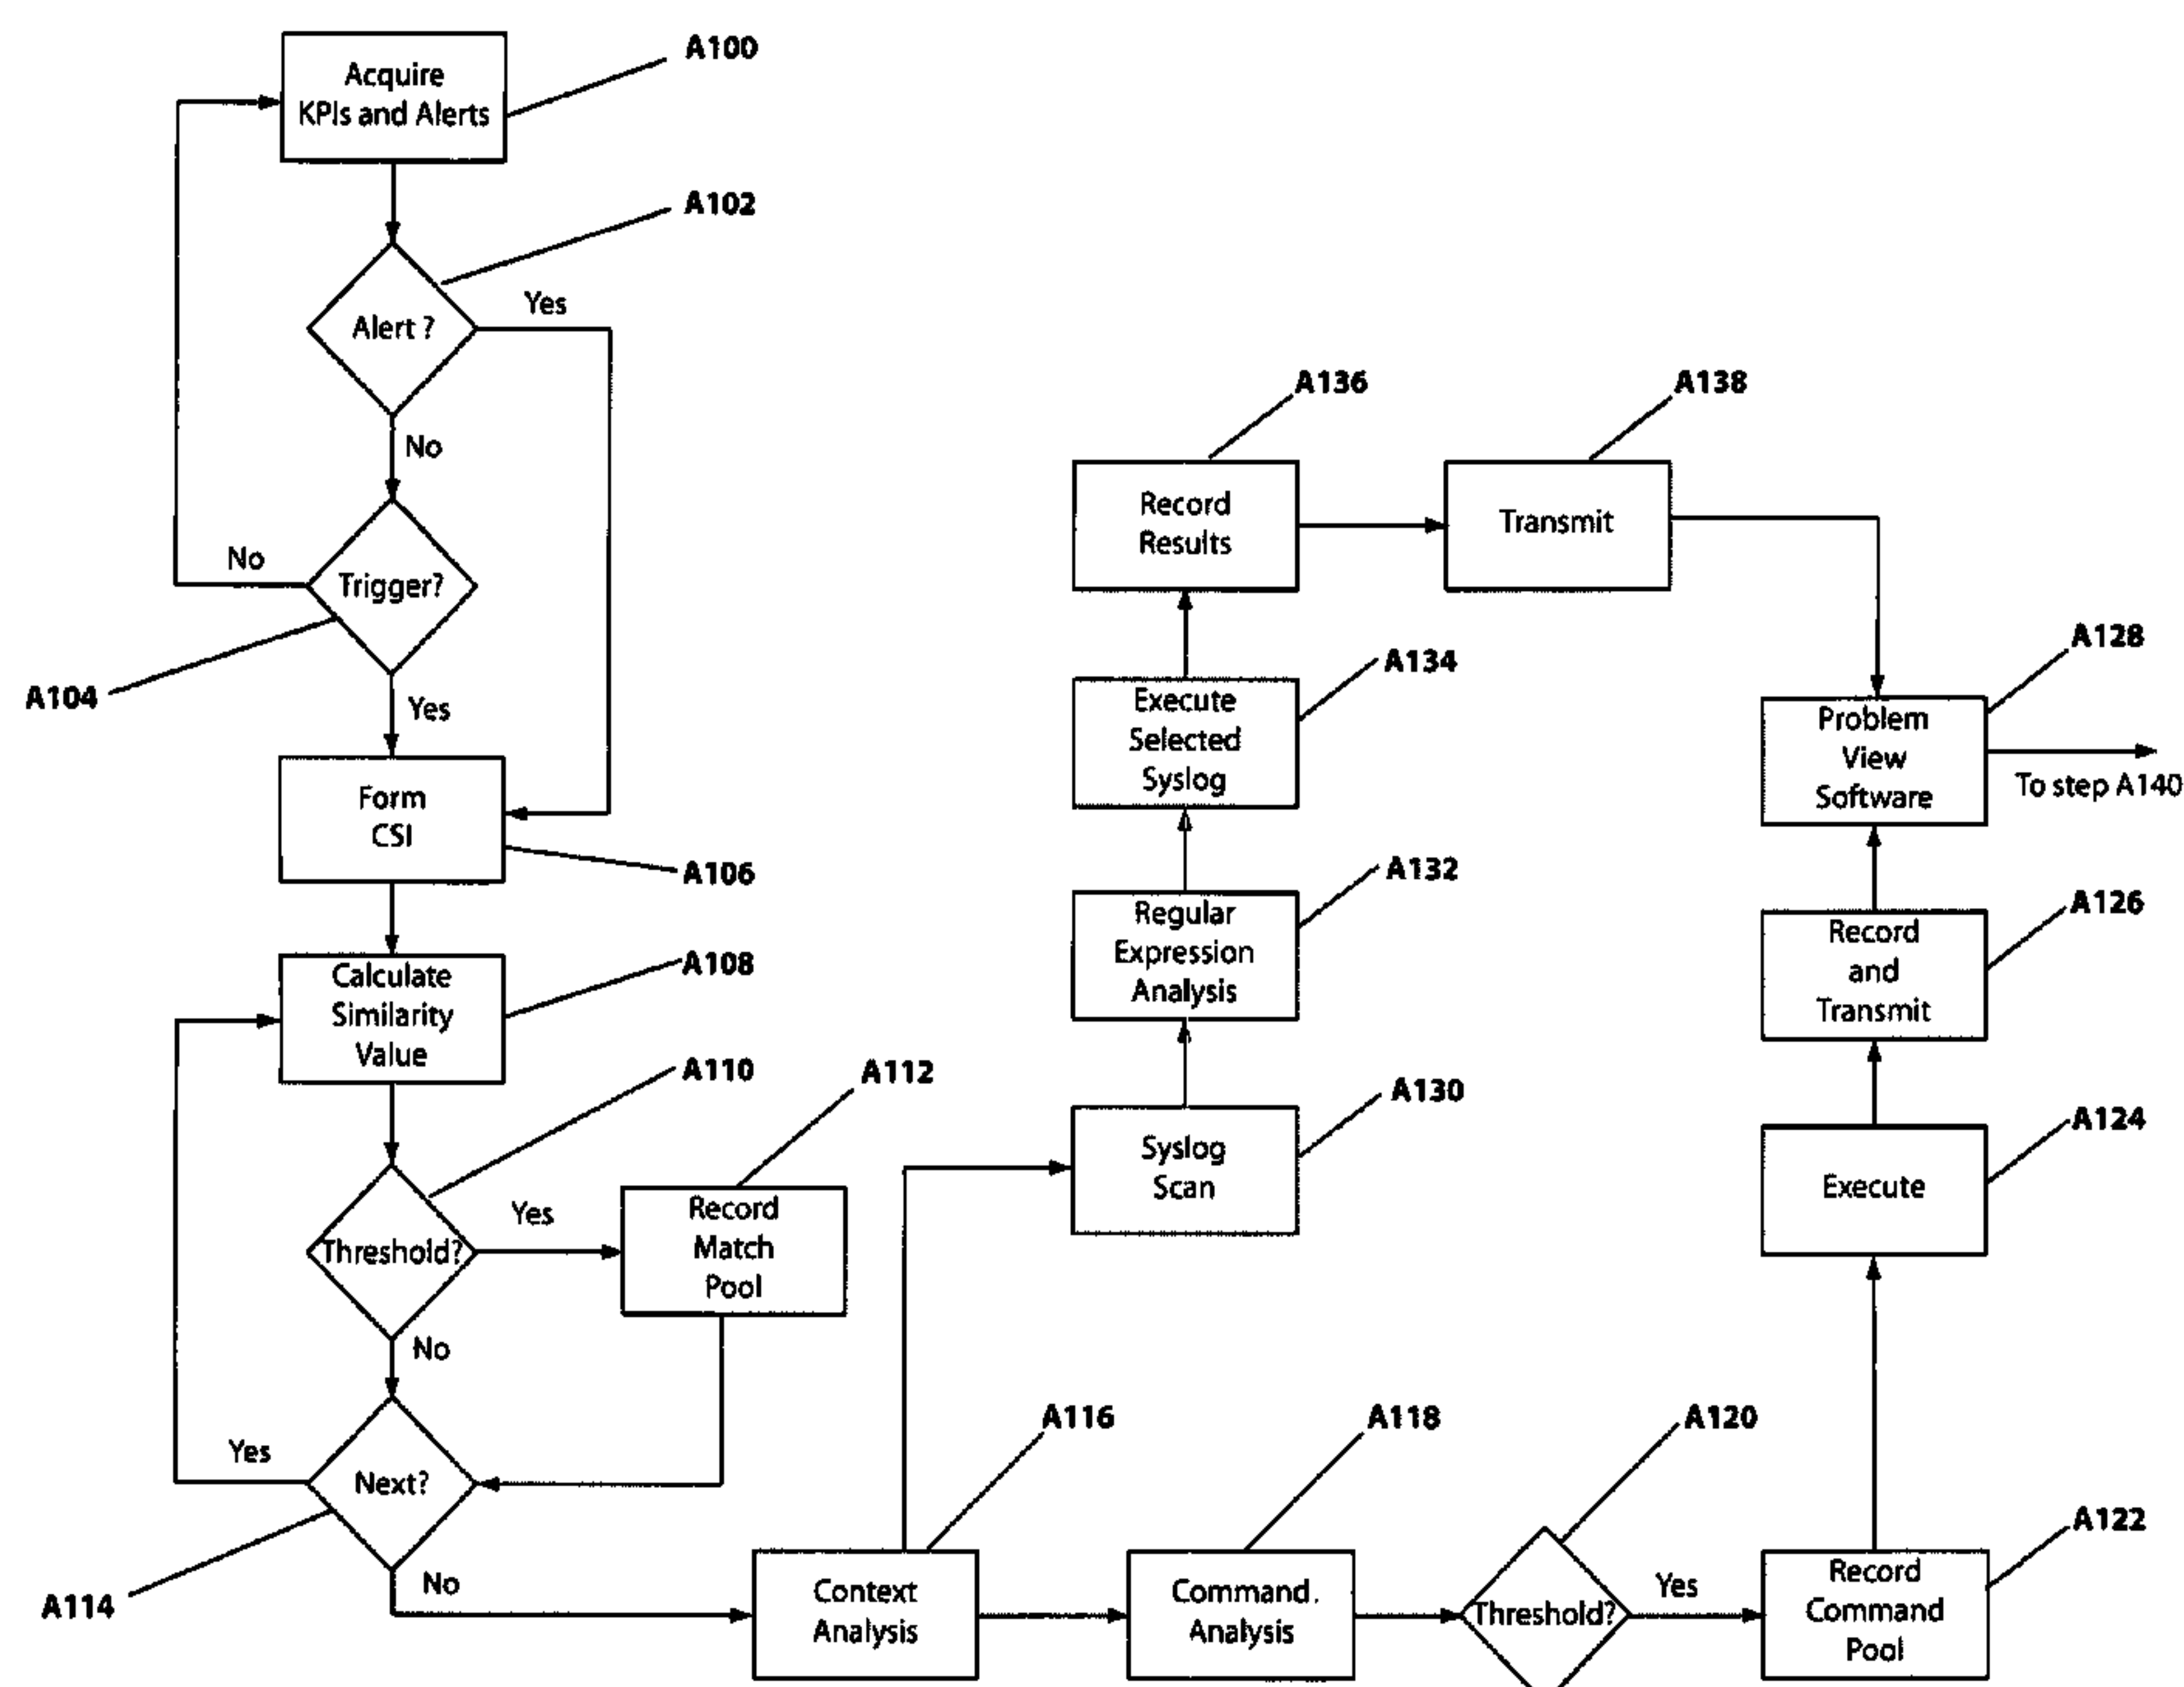 A100
Acquire
KPIs and Alerts
A102
Alert ?
Yes
No
Trigger?
No
A104
Yes
Form
CSI
A106
Calculate
Similarity
Value
A108
A110
Threshold?
Yes
A112
Record
Match
Pool
No
Next?
Yes
A114
No
A116
Context
Analysis
A118
Command .
Analysis
A120
Threshold?
Yes
A122
Record
Command
Pool
A124
Execute
A126
Record
and
Transmit
A128
Problem
View
Software
To step A140
A130
Syslog
Scan
A132
Regular
Expression
Analysis
A134
Execute
Selected
Syslog
A136
Record
Results
A138
Transmit